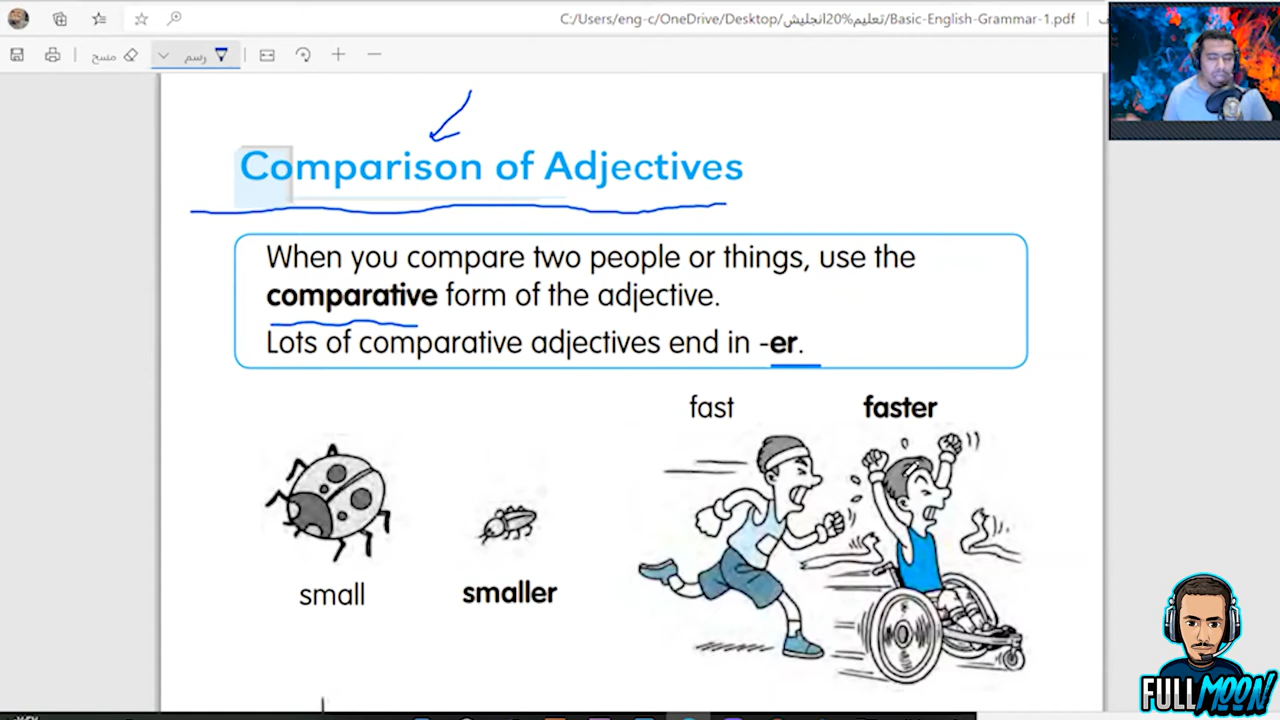 C:/Users/eng-c/OneDrive/Desktop/تعليم%20انجليش/Basic-English-Grammar-1.pdf
مسح
رسم
Comparison of Adjectives
When you compare two people or things, use the
comparative form of the adjective.
Lots of comparative adjectives end in -er.
fast
faster
small
smaller
FULLMOON